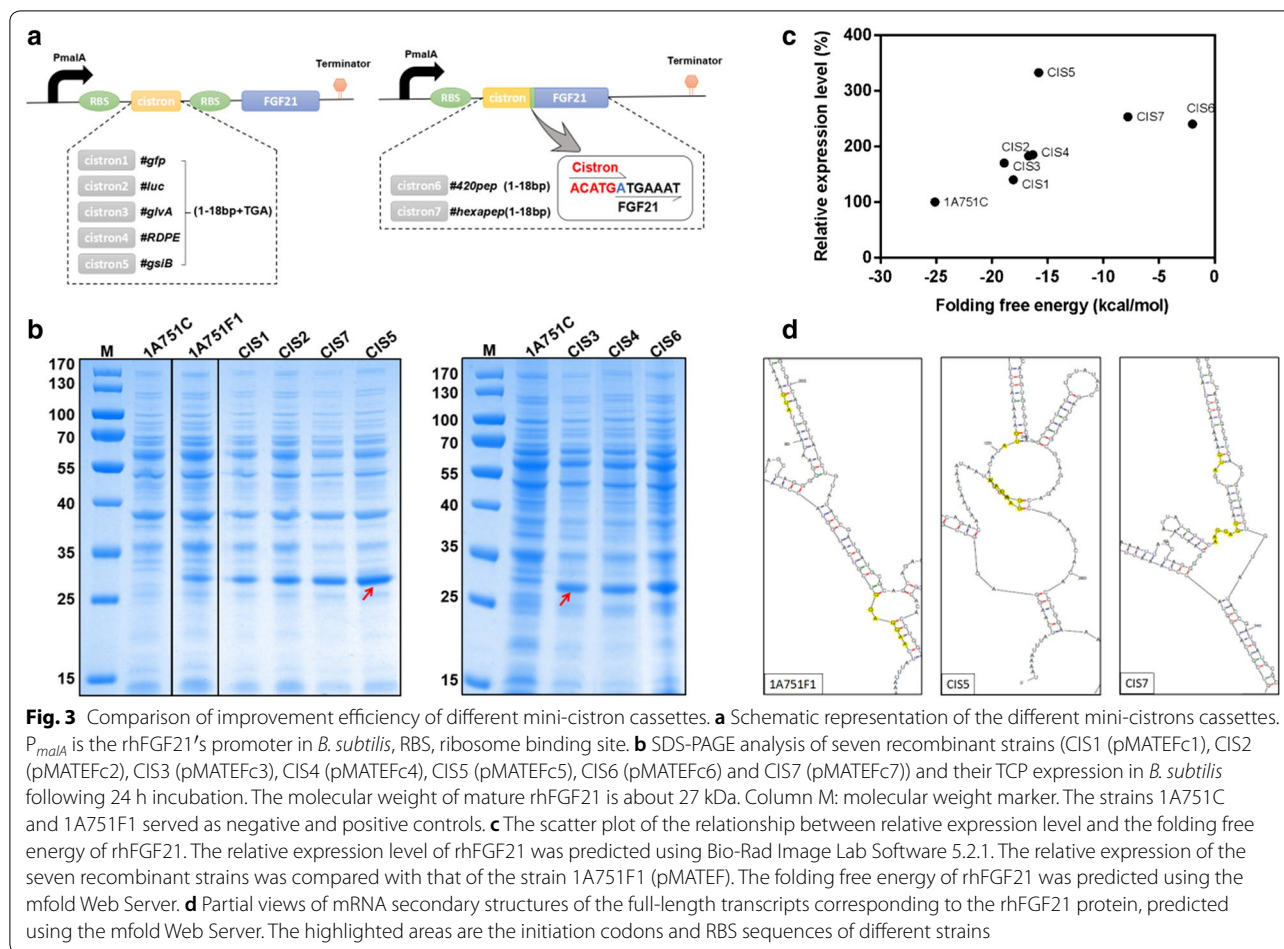 a
PmalA
RBS
cistron
RBS
FGF21
Terminator
cistron1 #gfp
cistron2 #luc
cistron3 #glvA
cistron4 #RDPE
cistron5 #gsiB
(1-18bp+TGA)
PmalA
RBS
cistron
FGF21
Terminator
cistron6 #420pep (1-18bp)
cistron7 #hexapep(1-18bp)
Cistron
ACATGATGAAAT
FGF21
b
M 1A751C 1A751F1 CIS1 CIS2 CIS7 CIS5
170
130
100
70
55
40
35
25
15
M 1A751C CIS3 CIS4 CIS6
170
130
100
70
55
40
35
25
15
c
Relative expression level (%)
400
300
200
100
0
CIS5
CIS7
CIS6
CIS2
CIS4
CIS3
CIS1
1A751C
-30 -25 -20 -15 -10 -5 0
Folding free energy (kcal/mol)
d
1A751F1
CIS5
CIS7
Fig. 3 Comparison of improvement efficiency of different mini-cistron cassettes. a Schematic representation of the different mini-cistrons cassettes.
PmalA is the rhFGF21′s promoter in B. subtilis, RBS, ribosome binding site. b SDS-PAGE analysis of seven recombinant strains (CIS1 (pMATEFc1), CIS2
(pMATEFc2), CIS3 (pMATEFc3), CIS4 (pMATEFc4), CIS5 (pMATEFc5), CIS6 (pMATEFc6) and CIS7 (pMATEFc7)) and their TCP expression in B. subtilis
following 24 h incubation. The molecular weight of mature rhFGF21 is about 27 kDa. Column M: molecular weight marker. The strains 1A751C
and 1A751F1 served as negative and positive controls. c The scatter plot of the relationship between relative expression level and the folding free
energy of rhFGF21. The relative expression level of rhFGF21 was predicted using Bio-Rad Image Lab Software 5.2.1. The relative expression of the
seven recombinant strains was compared with that of the strain 1A751F1 (pMATEF). The folding free energy of rhFGF21 was predicted using the
mfold Web Server. d Partial views of mRNA secondary structures of the full-length transcripts corresponding to the rhFGF21 protein, predicted
using the mfold Web Server. The highlighted areas are the initiation codons and RBS sequences of different strains